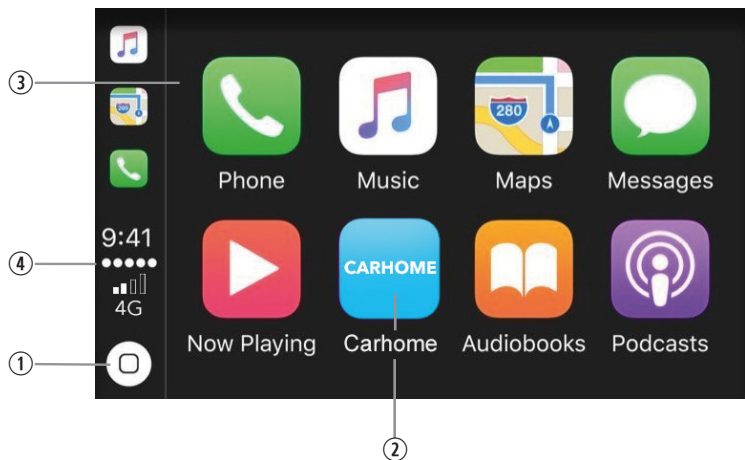 ③
280
Phone Music Maps Messages
9:41
④
4G
CARHOME
Now Playing Carhome Audiobooks Podcasts
①
②